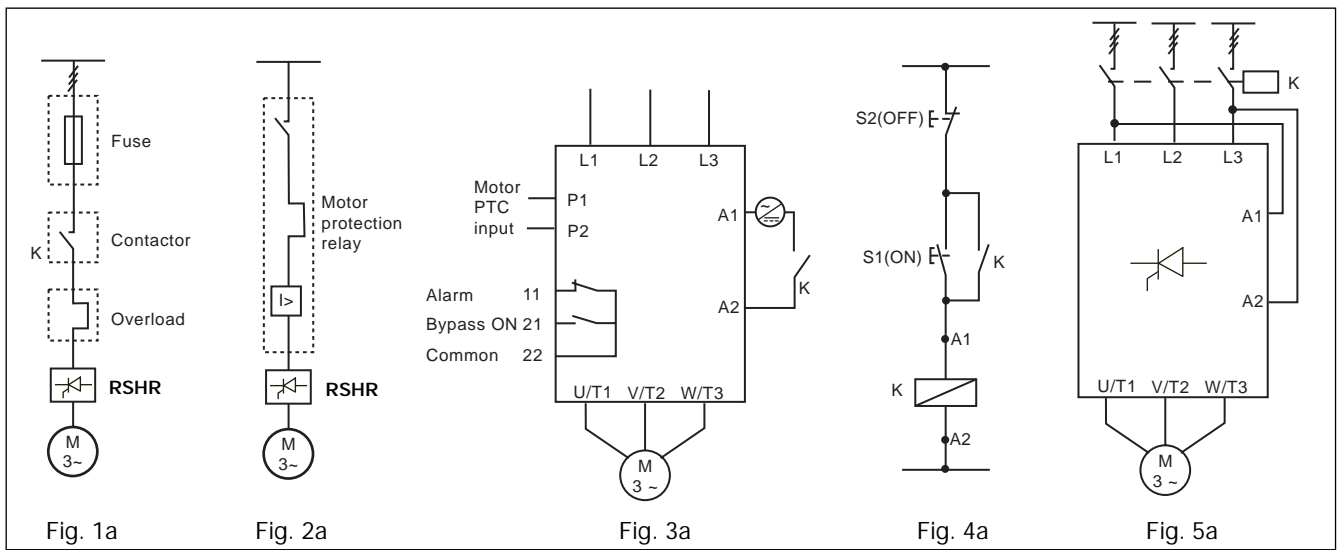 Fuse
K
Contactor
Overload
RSHR
M
3~
Fig. 1a
Motor
protection
relay
I>
RSHR
M
3~
Fig. 2a
L1 L2 L3
Motor
PTC
input
P1
P2
A1
~
K
A2
Alarm 11
Bypass ON 21
Common 22
U/T1 V/T2 W/T3
M
3 ~
Fig. 3a
S2(OFF)
S1(ON)
K
A1
K
A2
Fig. 4a
K
L1 L2 L3
A1
A2
U/T1 V/T2 W/T3
M
3 ~
Fig. 5a